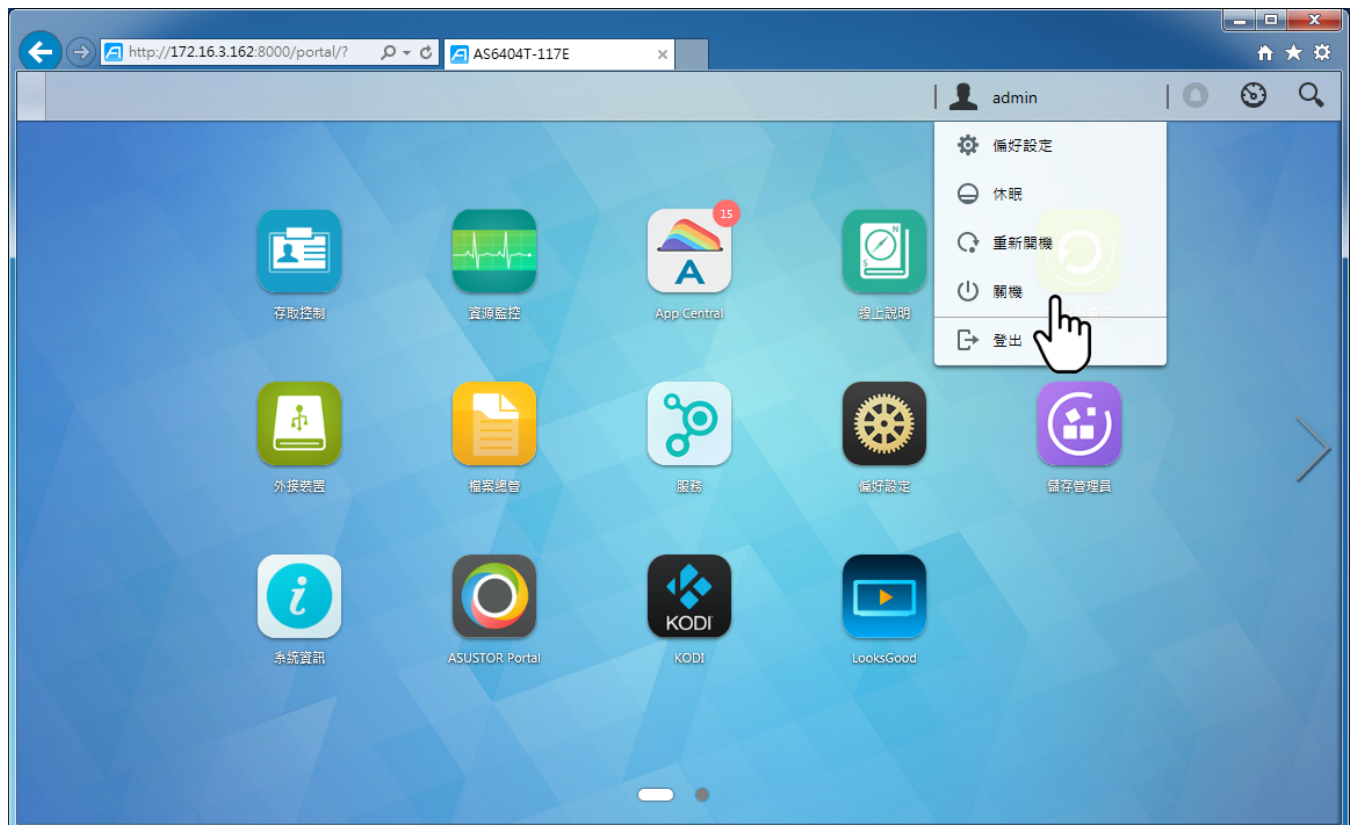 http://172.16.3.162:8000/portal/?
AS6404T-117E
admin
偏好設定
休眠
重新開機
關機
登出
15
存取控制
資源監控
A
App Central
N
S
線上說明
外接裝置
檔案總管
服務
偏好設定
儲存管理員
i
系統資訊
ASUSTOR Portal
KODI
KODI
LooksGood